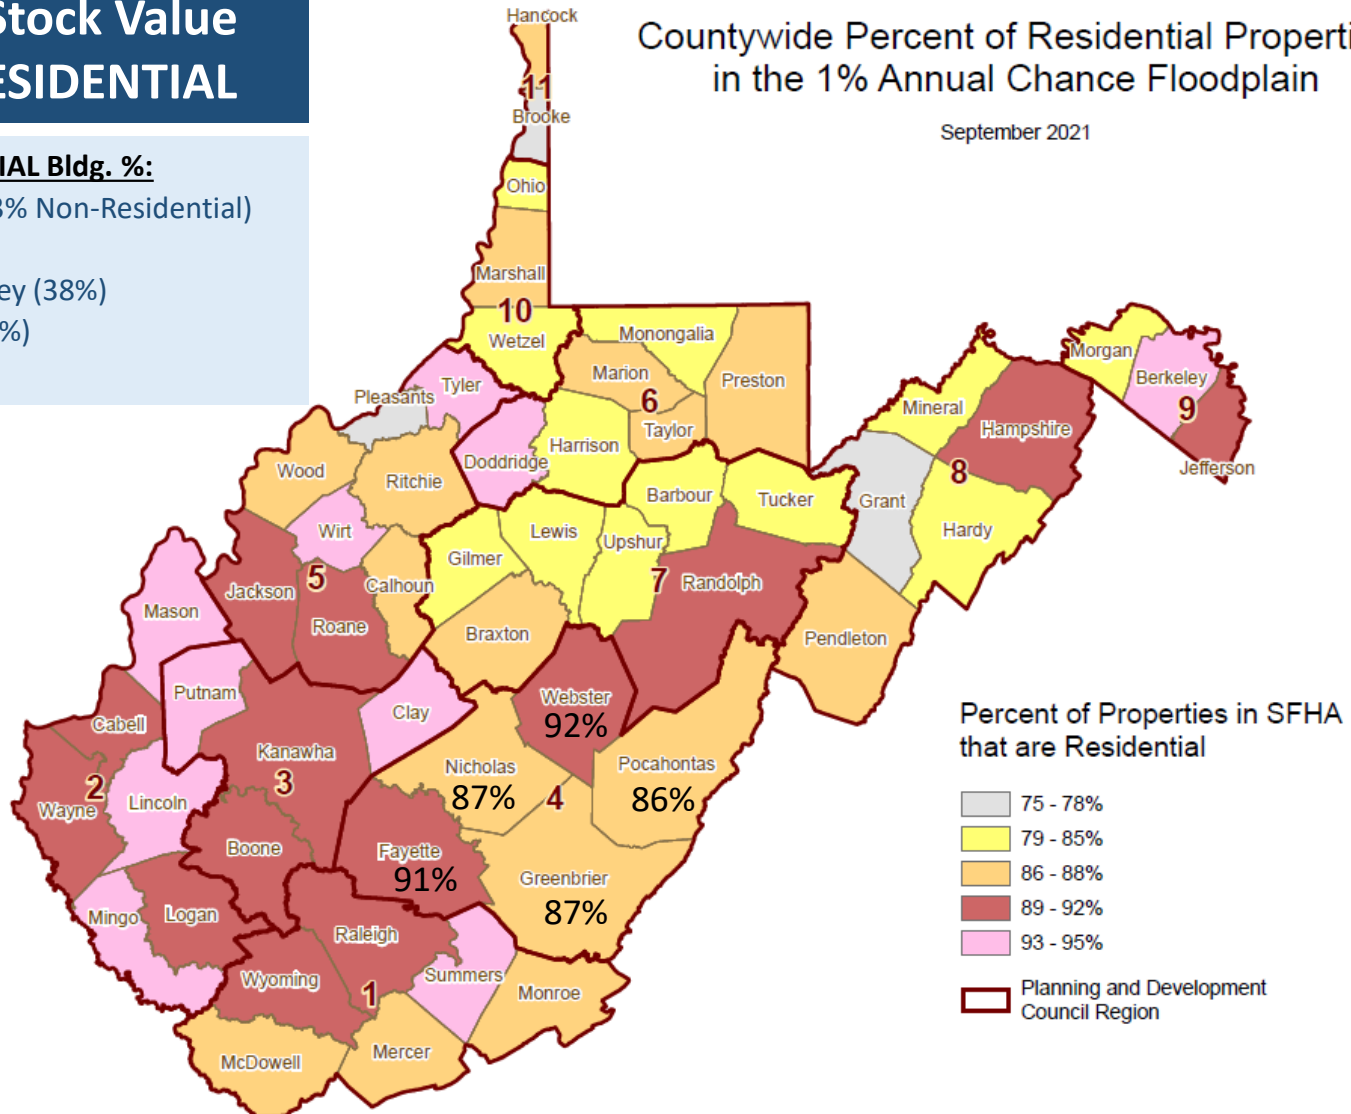 Stock Value
ESIDENTIAL
IAL Bldg. %:
3% Non-Residential)
ey (38%)
%)
Countywide Percent of Residential Properti
in the 1% Annual Chance Floodplain
September 2021
Hancock
11
Brooke
Ohio
Marshall
10
Wetzel
Monongalia
Marion
6
Preston
Taylor
Tyler
Pleasants
Doddridge
Harrison
Wood
Ritchie
Wirt
5
Calhoun
Jackson
Roane
Gilmer
Lewis
Upshur
Barbour
Tucker
7
Randolph
Braxton
Morgan
Berkeley
9
Jefferson
Mineral
Hampshire
8
Grant
Hardy
Pendleton
Mason
Putnam
Cabell
2
Wayne
Lincoln
Kanawha
3
Clay
Boone
Webster
92%
Nicholas
87%
4
Pocahontas
86%
Fayette
91%
Greenbrier
87%
Mingo
Logan
Raleigh
Wyoming
1
Summers
Monroe
McDowell
Mercer
Percent of Properties in SFHA
that are Residential
75 - 78%
79 - 85%
86 - 88%
89 - 92%
93 - 95%
Planning and Development
Council Region